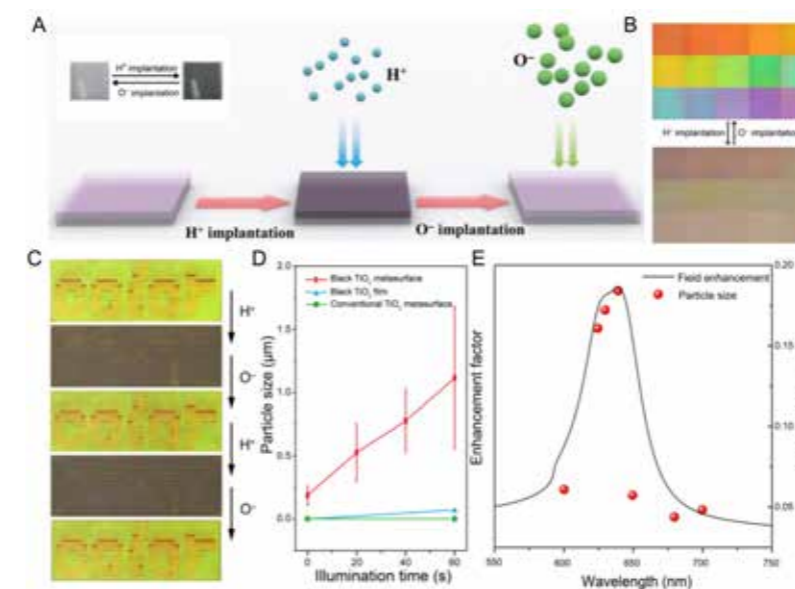 A
H⁺ implantation
O⁻ implantation
H⁺
O⁻
H⁺ implantation
O⁻ implantation
B
H⁺ implantation
O⁻ implantation
C
H⁺
O⁻
H⁺
O⁻
D
2.0
1.5
1.0
0.5
0.0
Particle size (μm)
Black TiO₂ metasurface
Black TiO₂ film
Conventional TiO₂ metasurface
0 20 40 60
Illumination time (s)
E
Enhancement factor
Field enhancement
Particle size
0.20
0.15
0.10
0.05
550 600 650 700 750
Wavelength (nm)